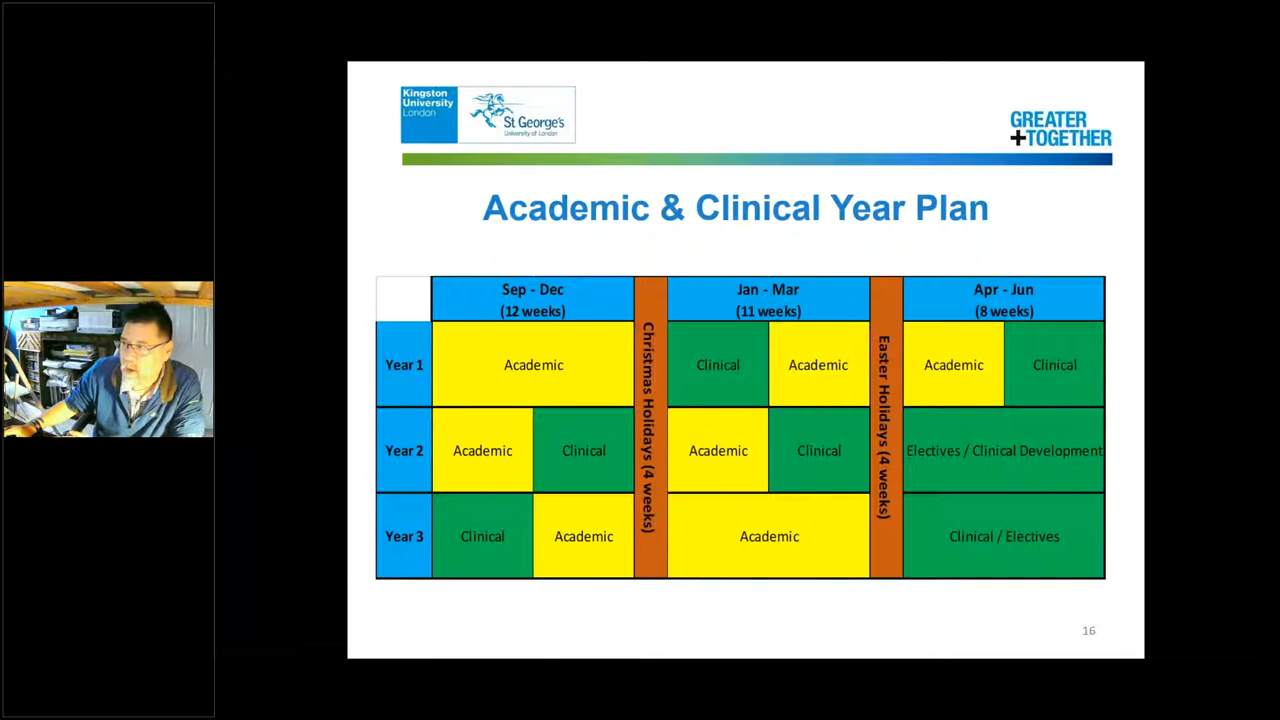 Kingston
University
London
St George's
University of London
GREATER
+TOGETHER
Academic & Clinical Year Plan
Sep - Dec
(12 weeks)
Christmas Holidays (4 weeks)
Jan - Mar
(11 weeks)
Easter Holidays (4 weeks)
Apr - Jun
(8 weeks)
Year 1
Academic
Clinical
Academic
Academic
Clinical
Year 2
Academic
Clinical
Academic
Clinical
Electives / Clinical Development
Year 3
Clinical
Academic
Academic
Clinical / Electives
16